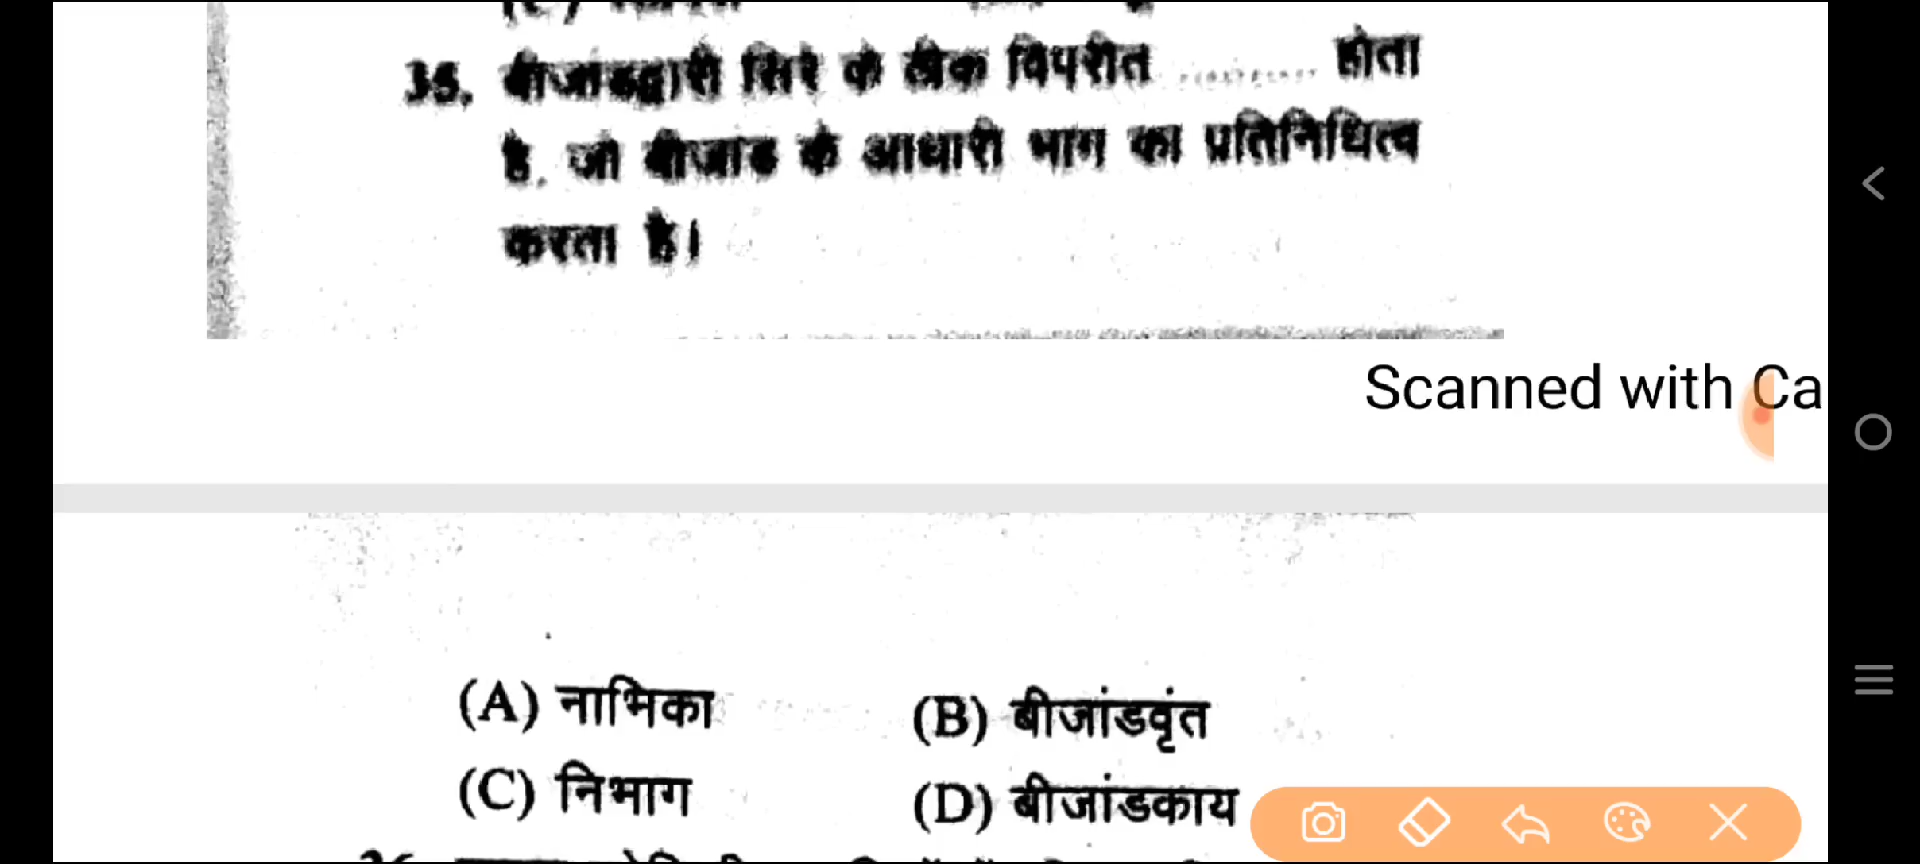 35. बीजांडद्वारी सिरे के ठीक विपरीत ........... होता
है, जो बीजांड के आधारी भाग का प्रतिनिधित्व
करता है।
Scanned with Ca
(A) नाभिका
(B) बीजांडवृंत
(C) निभाग
(D) बीजांडकाय